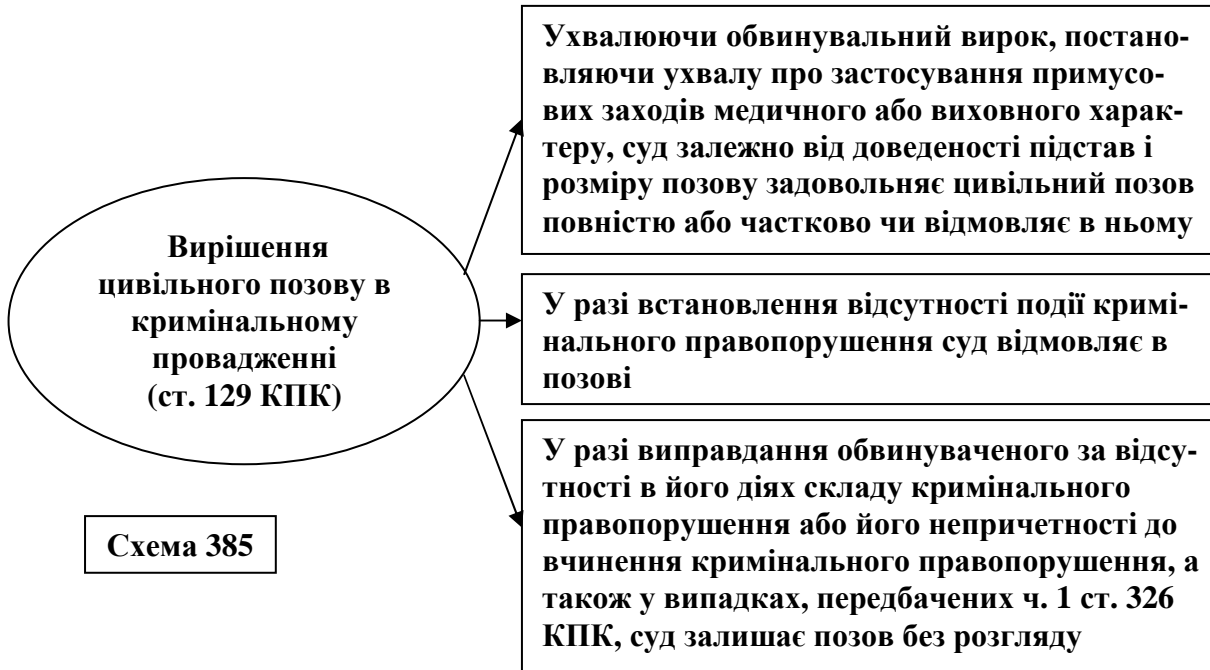 Вирішення
цивільного позову в
кримінальному
провадженні
(ст. 129 КПК)
Ухвалюючи обвинувальний вирок, постано-
вляючи ухвалу про застосування примусо-
вих заходів медичного або виховного харак-
теру, суд залежно від доведеності підстав і
розміру позову задовольняє цивільний позов
повністю або частково чи відмовляє в ньому
У разі встановлення відсутності події кримі-
нального правопорушення суд відмовляє в
позові
У разі виправдання обвинуваченого за відсу-
тності в його діях складу кримінального
правопорушення або його непричетності до
вчинення кримінального правопорушення, а
також у випадках, передбачених ч. 1 ст. 326
КПК, суд залишає позов без розгляду
Схема 385